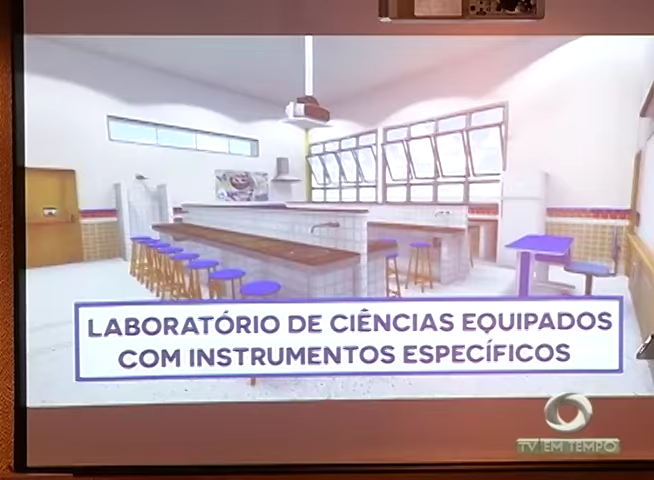 LABORATÓRIO DE CIÊNCIAS EQUIPADOS
COM INSTRUMENTOS ESPECÍFICOS
TV EM TEMPO